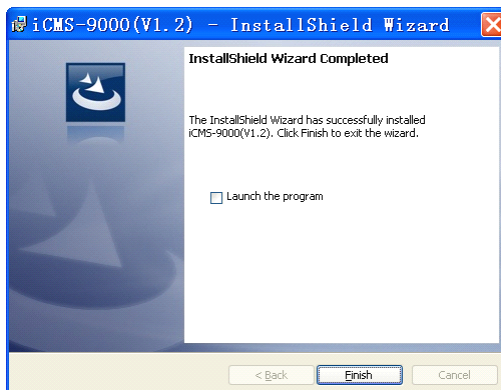 iCMS-9000(V1.2) - InstallShield Wizard
InstallShield Wizard Completed
The InstallShield Wizard has successfully installed
iCMS-9000(V1.2). Click Finish to exit the wizard.
Launch the program
< Back Finish Cancel